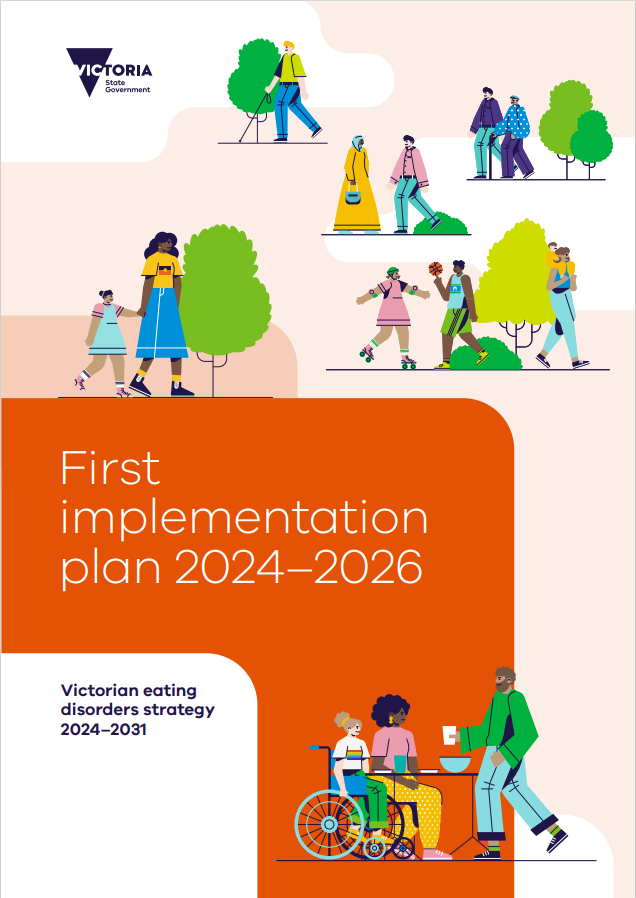 VICTORIA
State
Government
First
implementation
plan 2024–2026
Victorian eating
disorders strategy
2024–2031